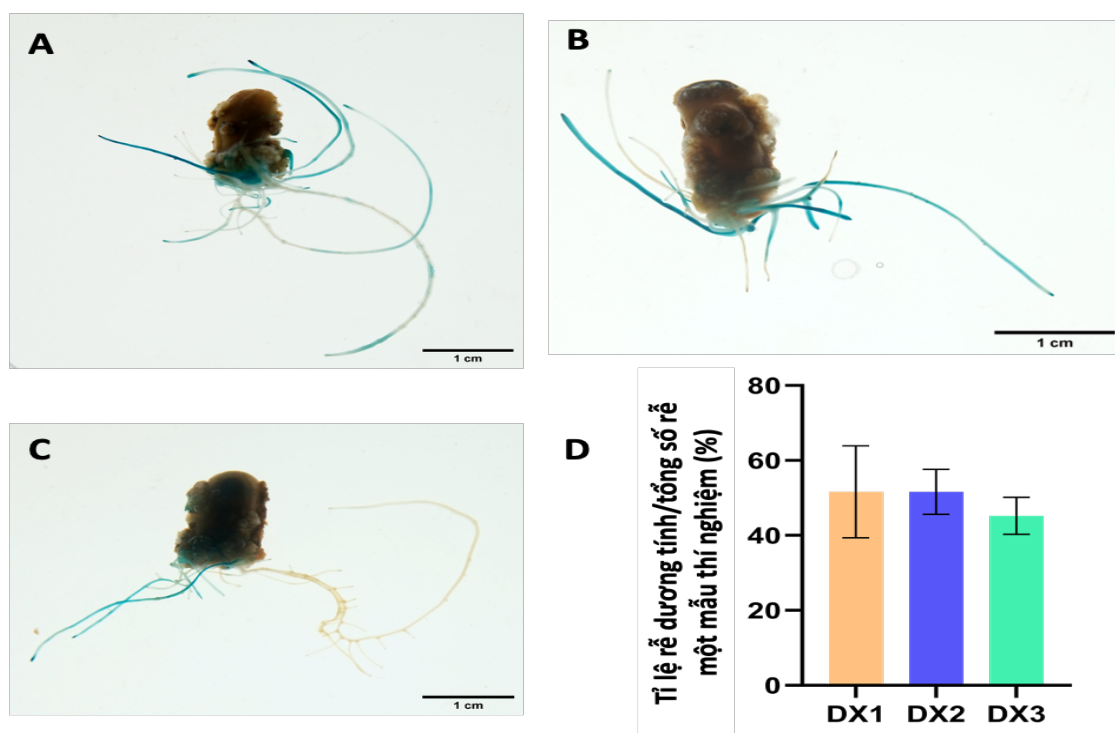 A
1 cm
B
1 cm
C
1 cm
D
Tỉ lệ rễ dương tính/tổng số rễ
một mẫu thí nghiệm (%)
80
60
40
20
0
DX1 DX2 DX3